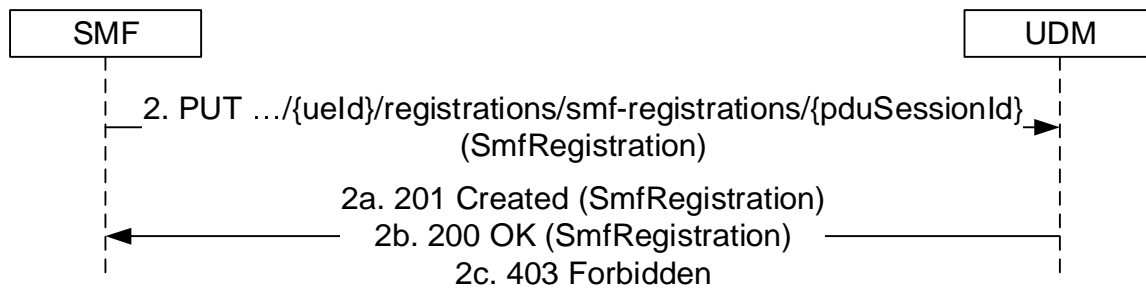 SMF
UDM
2. PUT …/{ueId}/registrations/smf-registrations/{pduSessionId}
(SmfRegistration)
2a. 201 Created (SmfRegistration)
2b. 200 OK (SmfRegistration)
2c. 403 Forbidden